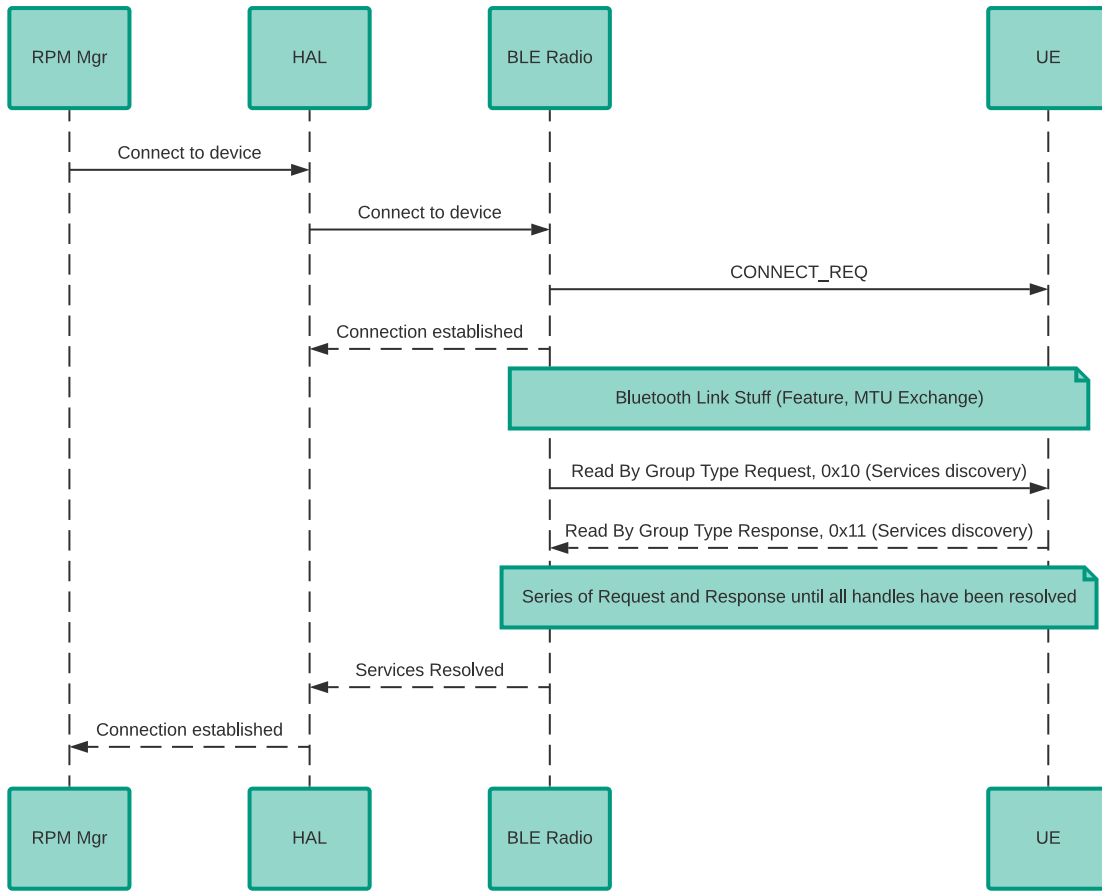 RPM Mgr
HAL
BLE Radio
UE
Connect to device
Connect to device
CONNECT_REQ
Connection established
Bluetooth Link Stuff (Feature, MTU Exchange)
Read By Group Type Request, 0x10 (Services discovery)
Read By Group Type Response, 0x11 (Services discovery)
Series of Request and Response until all handles have been resolved
Services Resolved
Connection established
RPM Mgr
HAL
BLE Radio
UE